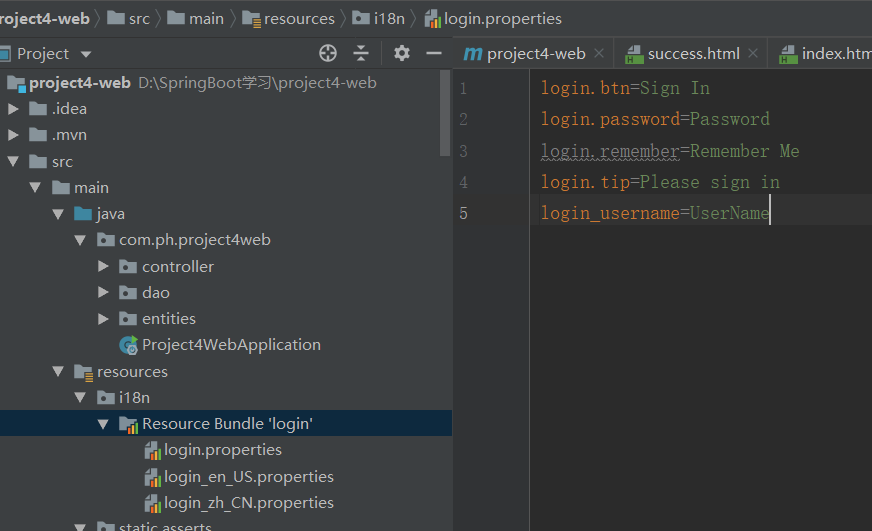 roject4-web src main resources i18n login.properties
Project project4-web success.html index.htm
project4-web D:\SpringBoot学习\project4-web
.idea
.mvn
src
main
java
com.ph.project4web
controller
dao
entities
Project4WebApplication
resources
i18n
Resource Bundle 'login'
login.properties
login_en_US.properties
login_zh_CN.properties
static.asserts
1 login.btn=Sign In
2 login.password=Password
3 login.remember=Remember Me
4 login.tip=Please sign in
5 login_username=UserName